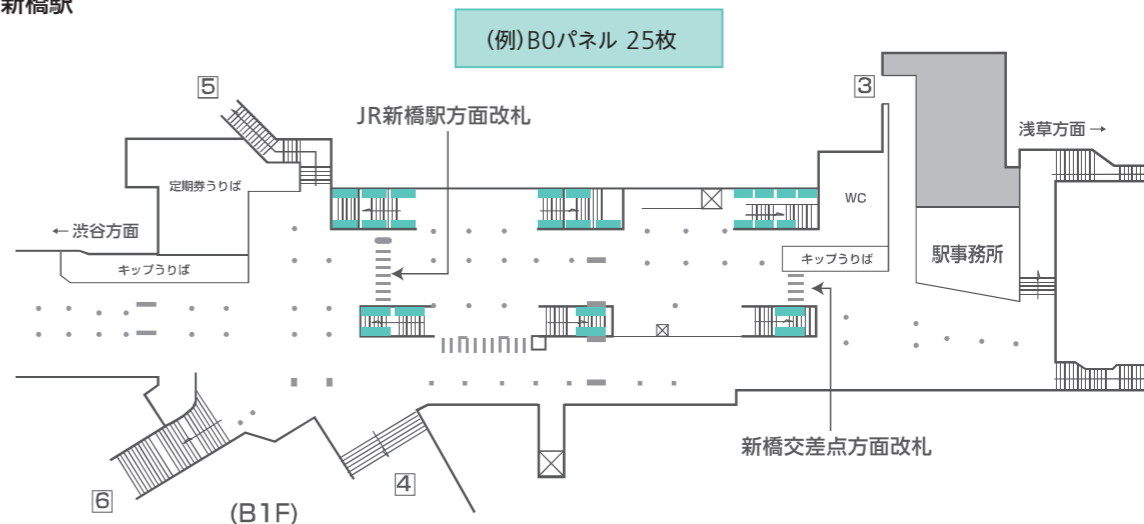 新橋駅
(例)B0パネル 25枚
5
3
JR新橋駅方面改札
浅草方面 →
定期券うりば
WC
← 渋谷方面
キップうりば
キップうりば
駅事務所
新橋交差点方面改札
4
6
(B1F)